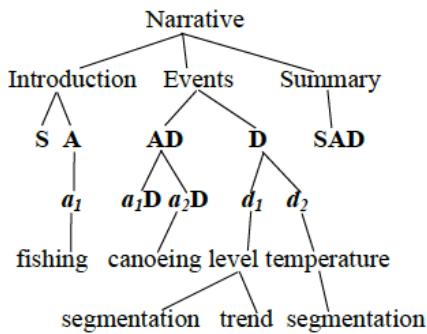 Narrative
Introduction Events Summary
S A AD D SAD
a1 a1D a2D d1 d2
fishing canoeing level temperature
segmentation trend segmentation